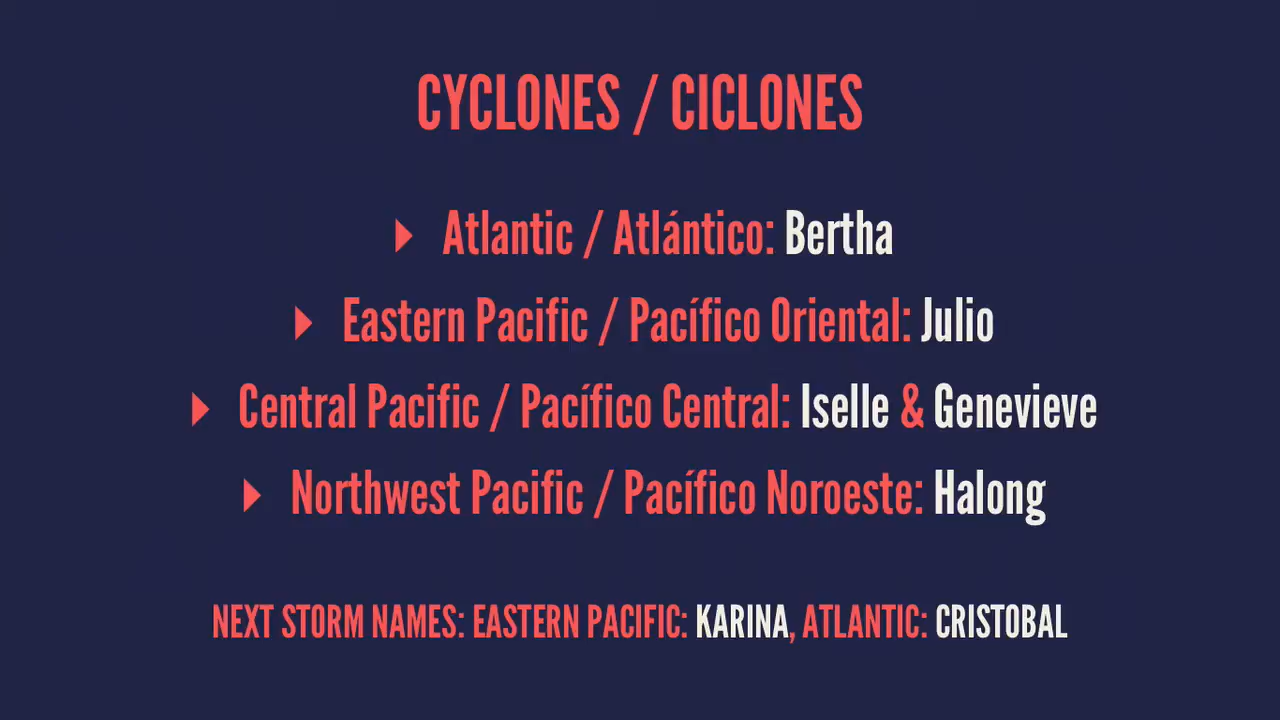 CYCLONES / CICLONES
Atlantic / Atlántico: Bertha
Eastern Pacific / Pacífico Oriental: Julio
Central Pacific / Pacífico Central: Iselle & Genevieve
Northwest Pacific / Pacífico Noroeste: Halong
NEXT STORM NAMES: EASTERN PACIFIC: KARINA, ATLANTIC: CRISTOBAL